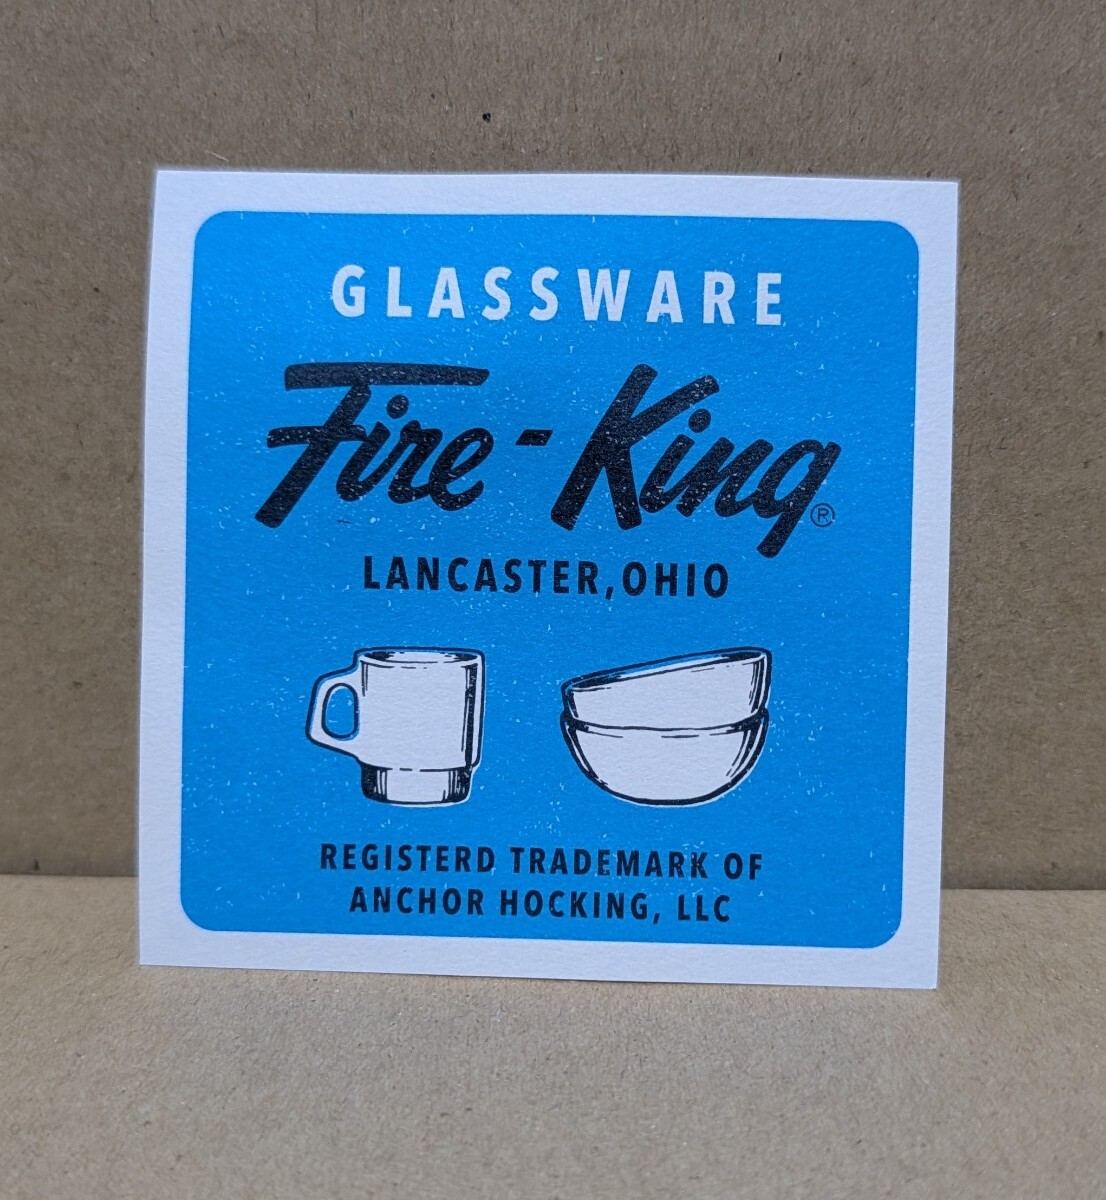 GLASSWARE
Fire-King®
LANCASTER, OHIO
REGISTERD TRADEMARK OF
ANCHOR HOCKING, LLC